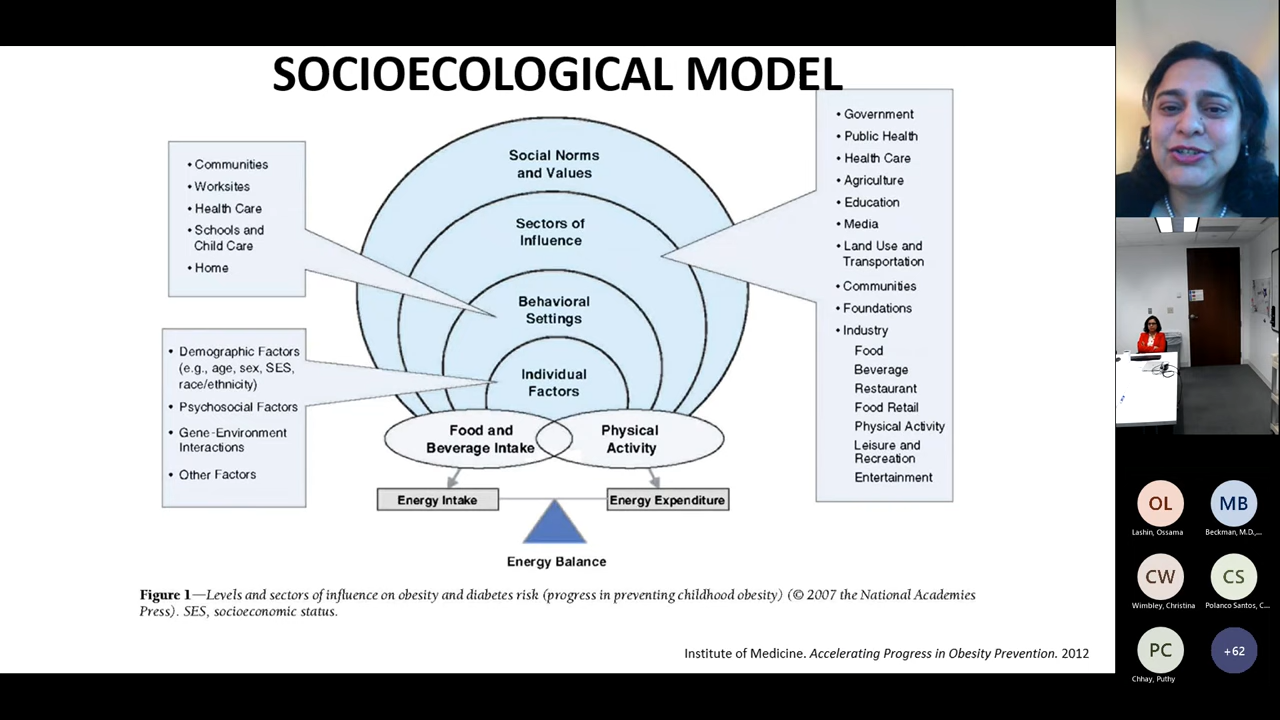 SOCIOECOLOGICAL MODEL
• Communities
• Worksites
• Health Care
• Schools and
Child Care
• Home
• Demographic Factors
(e.g., age, sex, SES,
race/ethnicity)
• Psychosocial Factors
• Gene-Environment
Interactions
• Other Factors
Social Norms
and Values
Sectors of
Influence
Behavioral
Settings
Individual
Factors
Food and
Beverage Intake
Physical
Activity
Energy Intake
Energy Expenditure
Energy Balance
• Government
• Public Health
• Health Care
• Agriculture
• Education
• Media
• Land Use and
Transportation
• Communities
• Foundations
• Industry
Food
Beverage
Restaurant
Food Retail
Physical Activity
Leisure and
Recreation
Entertainment
Figure 1—Levels and sectors of influence on obesity and diabetes risk (progress in preventing childhood obesity) (© 2007 the National Academies
Press). SES, socioeconomic status.
Institute of Medicine. Accelerating Progress in Obesity Prevention. 2012
OL
Lashin, Ossama
MB
Beckman, M.D.,...
CW
Wimbley, Christina
CS
Polanco Santos, C...
PC
Chhay, Puthy
+62